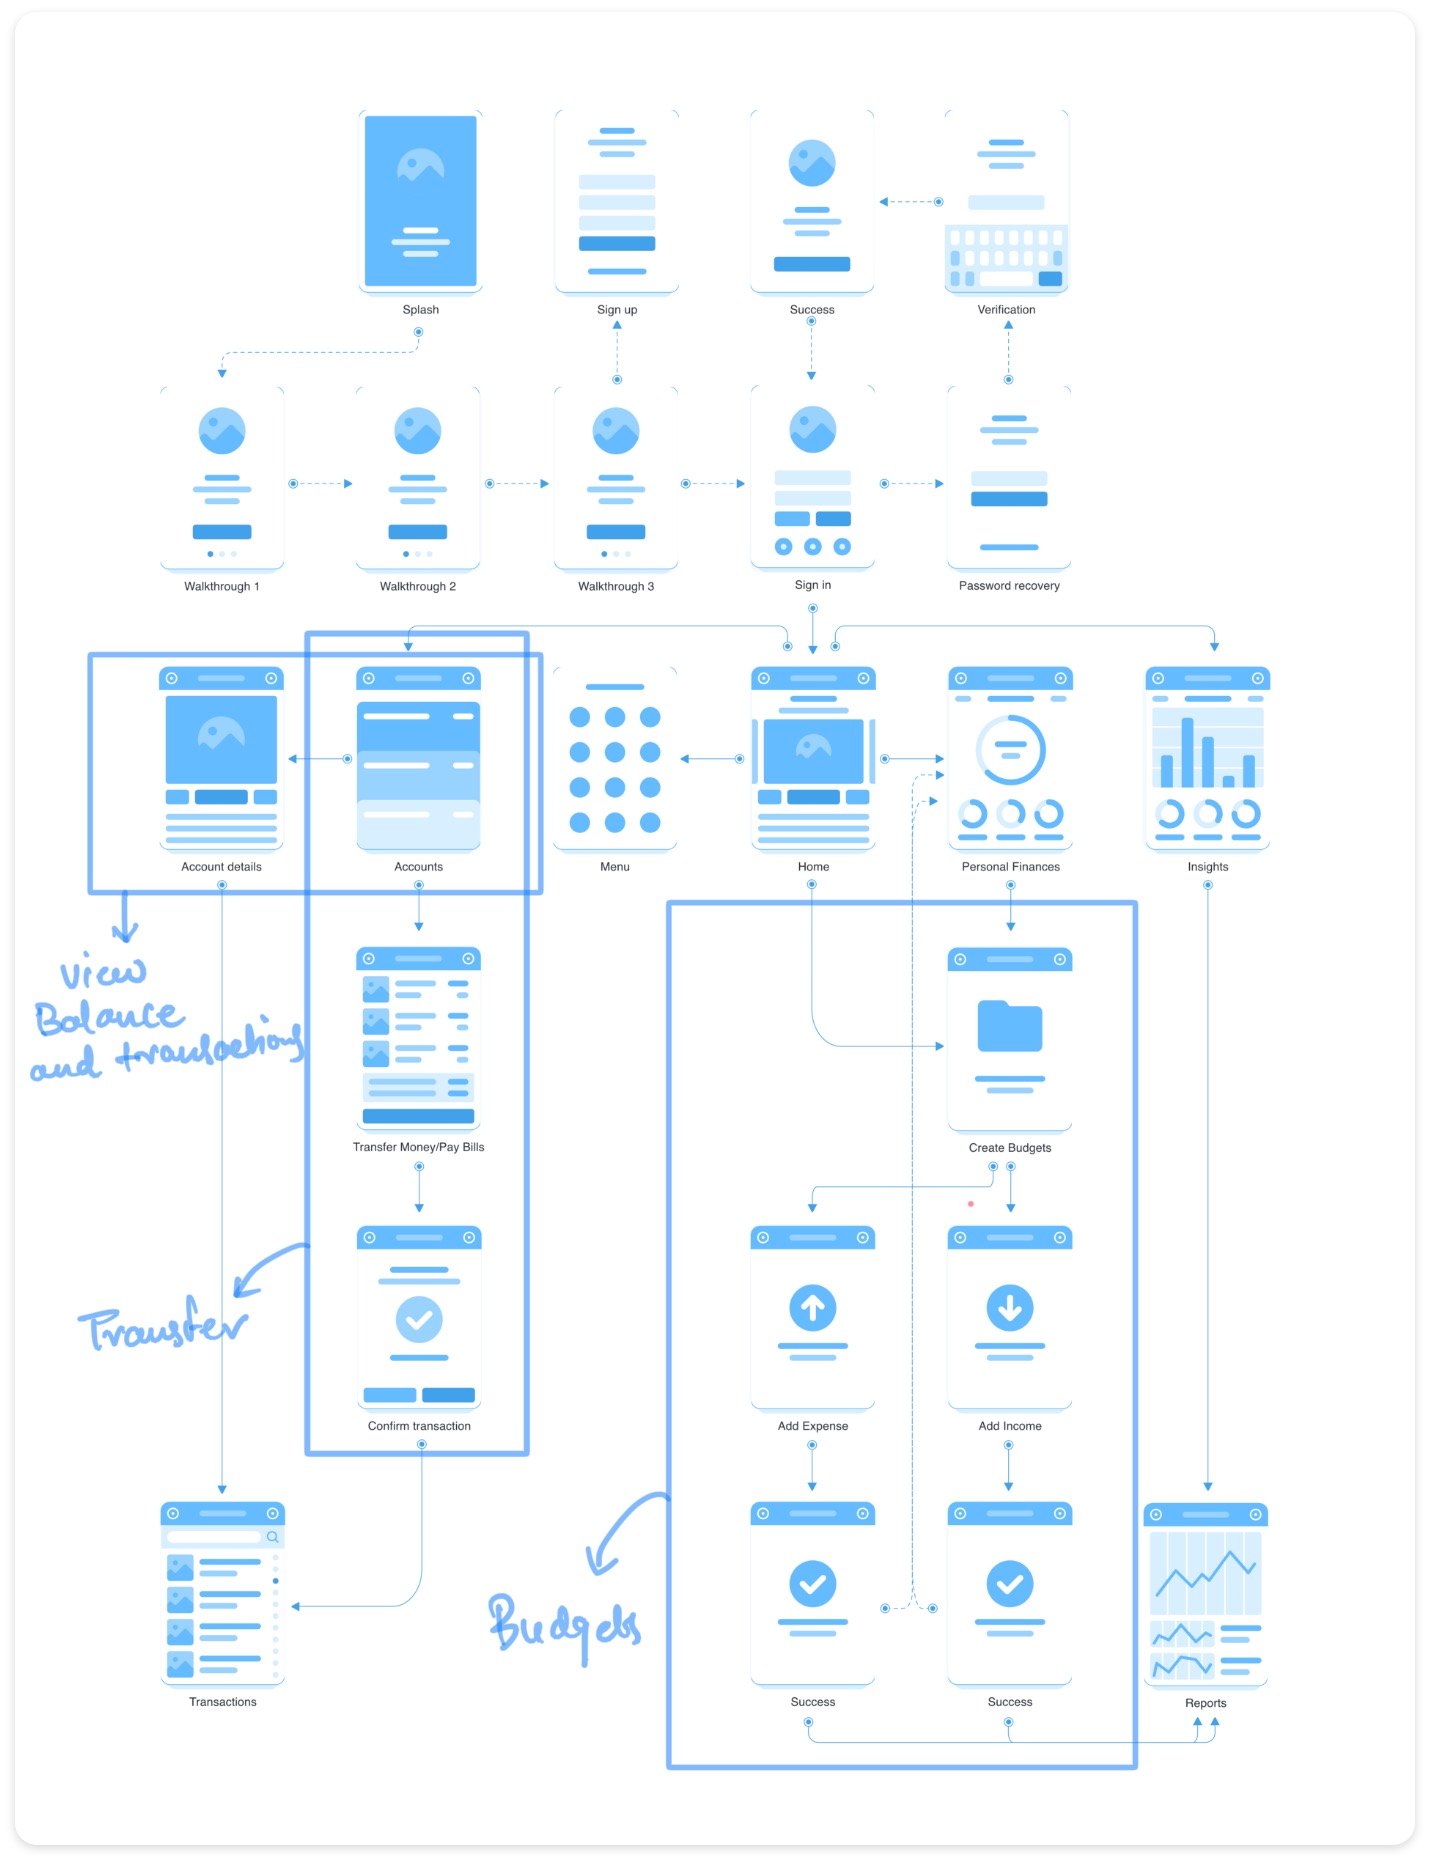 Splash
Sign up
Success
Verification
Walkthrough 1
Walkthrough 2
Walkthrough 3
Sign in
Password recovery
Account details
Accounts
Menu
Home
Personal Finances
Insights
View
Balance
and transactions
Transfer Money/Pay Bills
Create Budgets
Transfer
Confirm transaction
Add Expense
Add Income
Budgets
Transactions
Success
Success
Reports